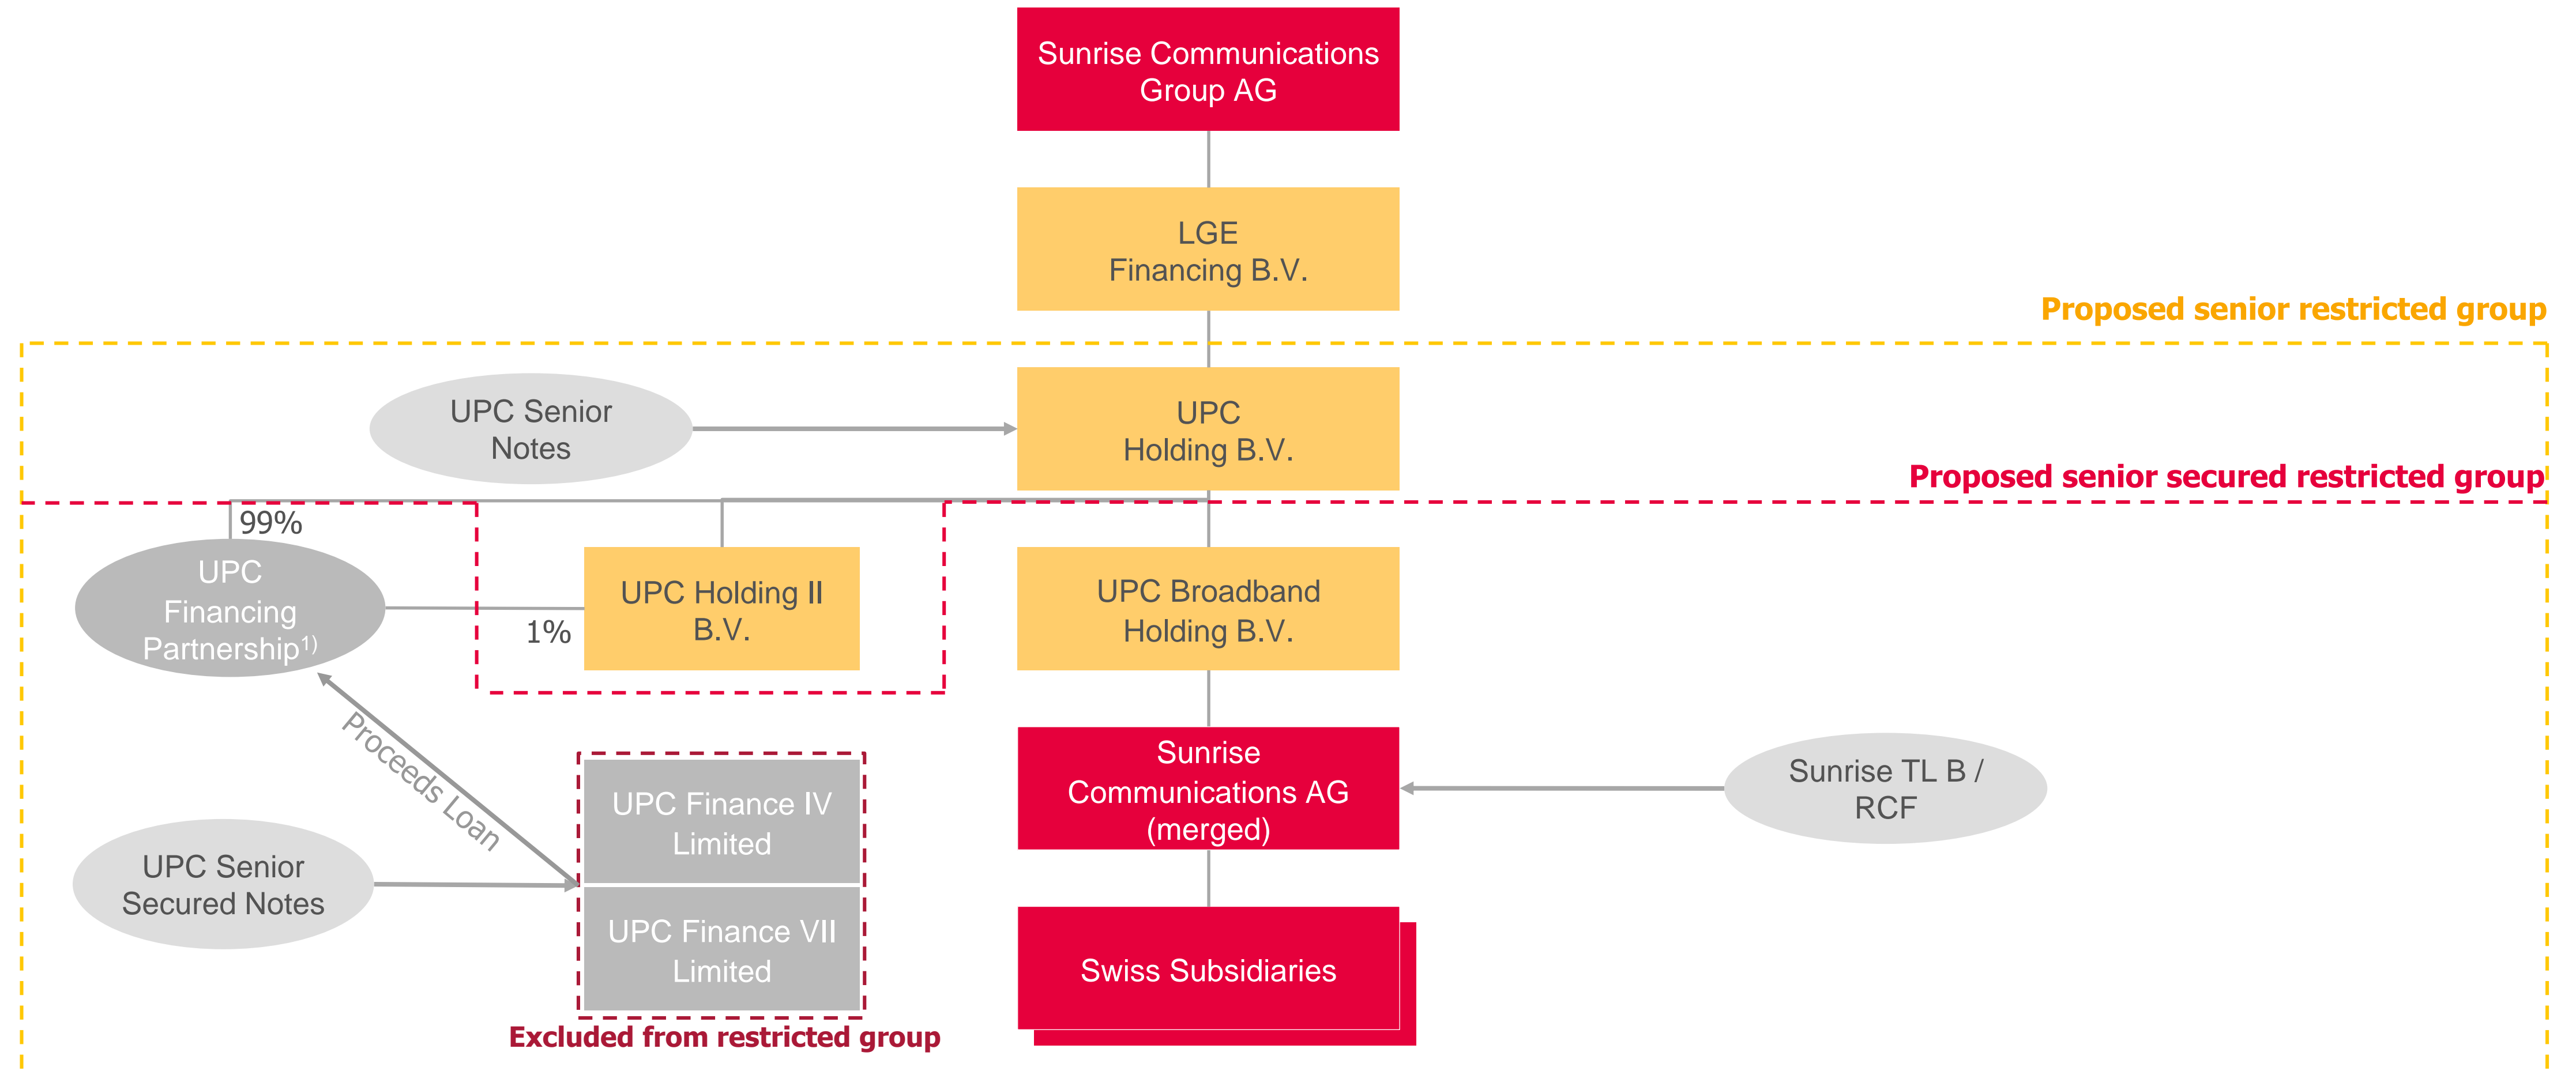 Sunrise Communications
Group AG
LGE
Financing B.V.
Proposed senior restricted group
UPC Senior
Notes
UPC
Holding B.V.
Proposed senior secured restricted group
99%
UPC
Financing
Partnership¹⁾
1%
UPC Holding II
B.V.
UPC Broadband
Holding B.V.
Proceeds Loan
Sunrise
Communications AG
(merged)
Sunrise TL B /
RCF
UPC Finance IV
Limited
UPC Senior
Secured Notes
UPC Finance VII
Limited
Swiss Subsidiaries
Excluded from restricted group